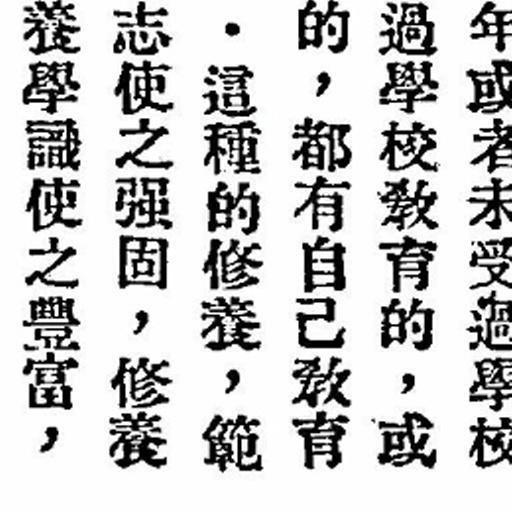 年或者未受過學校
過學校敎育的，或
的，都有自己敎育
·這種的修養，範
志使之强固，修養
養學識使之豐富，